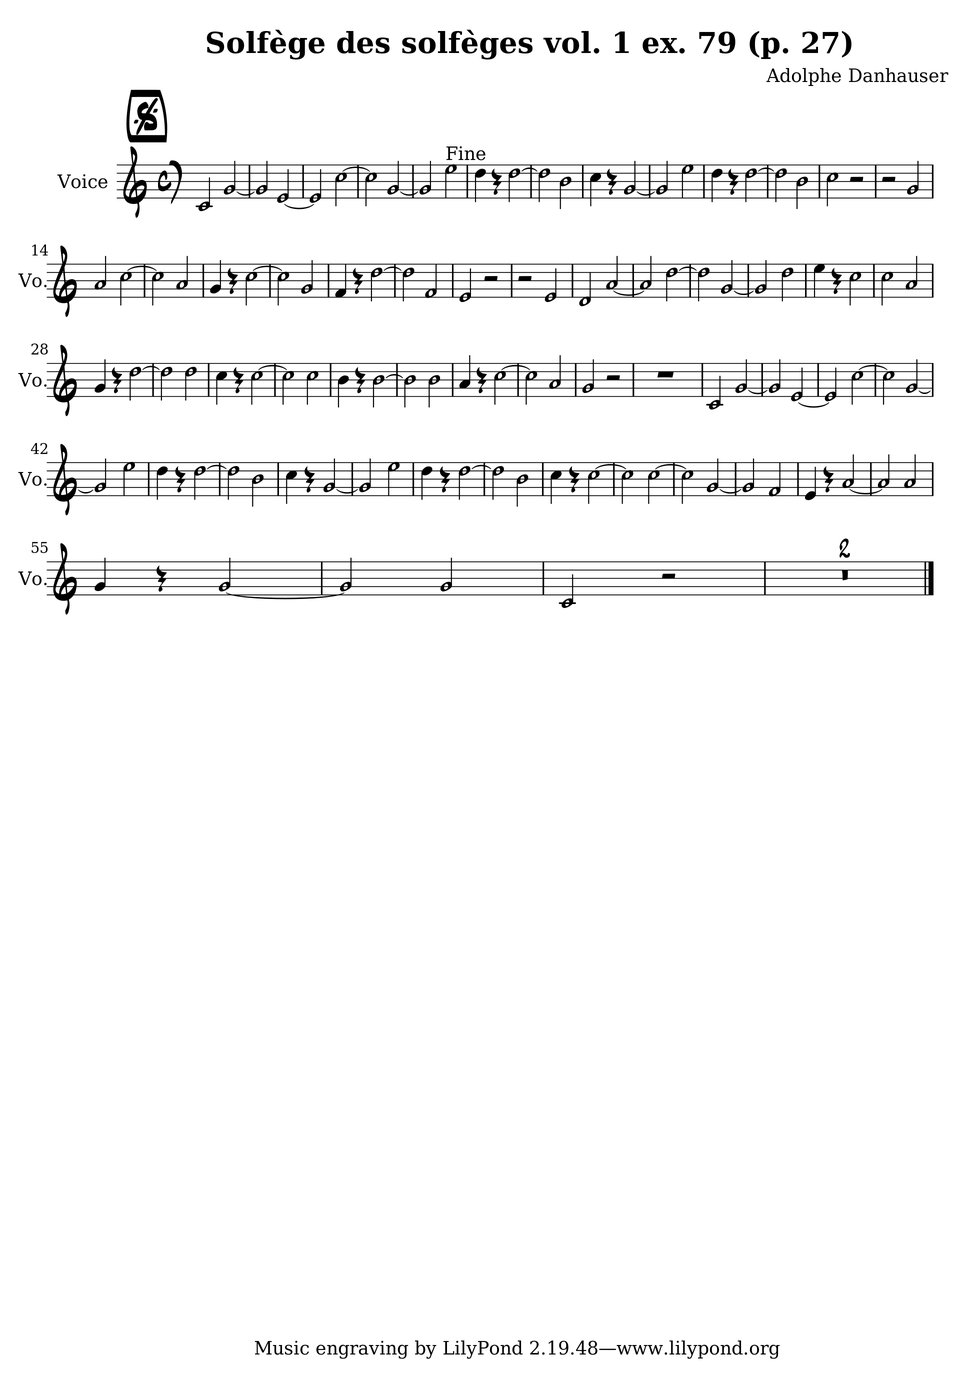 Solfège des solfèges vol. 1 ex. 79 (p. 27)
Adolphe Danhauser
Fine
Voice
14
Vo.
28
Vo.
42
Vo.
55
2
Vo.
Music engraving by LilyPond 2.19.48—www.lilypond.org